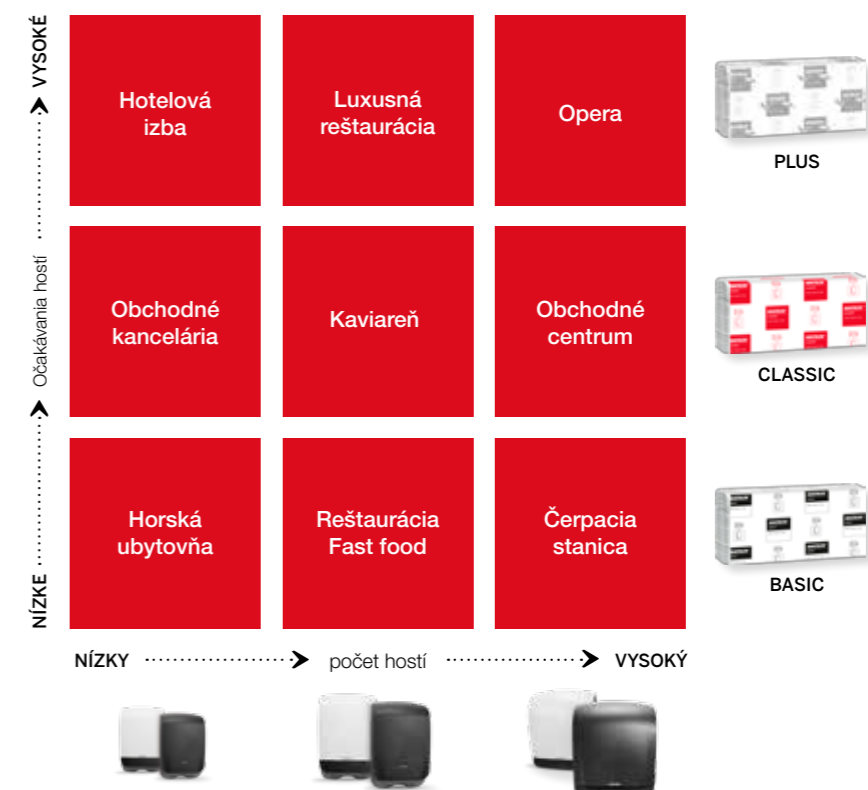 VYSOKÉ
Očakávania hostí
NÍZKE
Hotelová
izba
Luxusná
reštaurácia
Opera
PLUS
Obchodné
kancelária
Kaviareň
Obchodné
centrum
CLASSIC
Horská
ubytovňa
Reštaurácia
Fast food
Čerpacia
stanica
BASIC
NÍZKY
počet hostí
VYSOKÝ